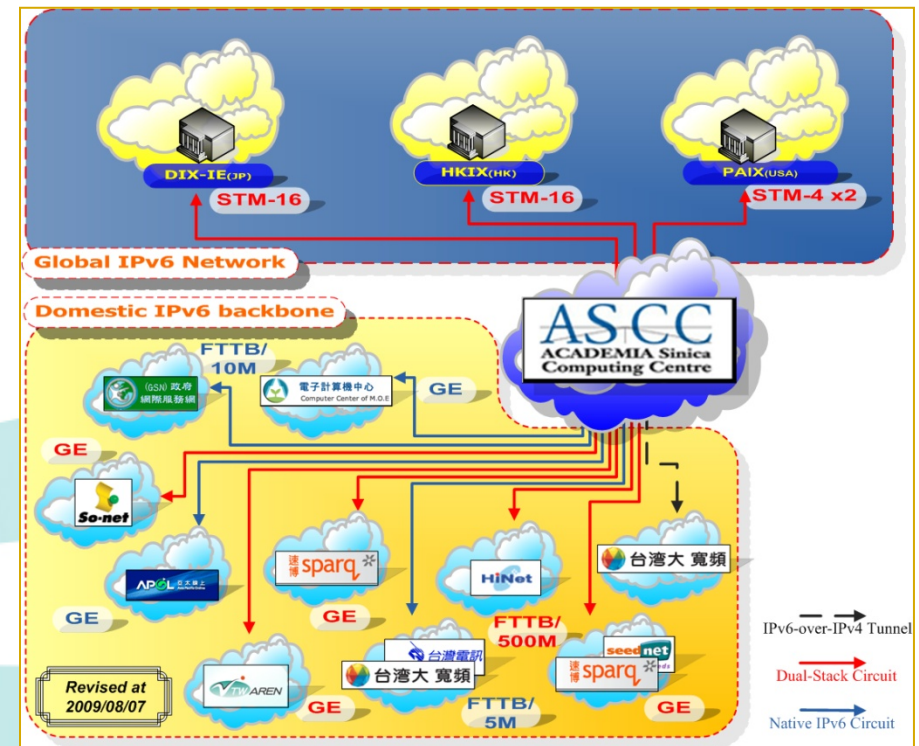 DIX-IE(JP)
STM-16
HKIX(HK)
STM-16
PAIX(USA)
STM-4 x2
Global IPv6 Network
ASCC
ACADEMIA Sinica
Computing Centre
Domestic IPv6 backbone
FTTB/
10M
(GSN) 政府
網際服務網
電子計算機中心
Computer Center of M.O.E
GE
GE
So-net
APOL
GE
速博 sparq
GE
HiNet
FTTB/
500M
台灣大 寬頻
TWAREN
GE
台灣電訊
台灣大 寬頻
FTTB/
5M
seednet
速博 sparq
GE
Revised at
2009/08/07
IPv6-over-IPv4 Tunnel
Dual-Stack Circuit
Native IPv6 Circuit